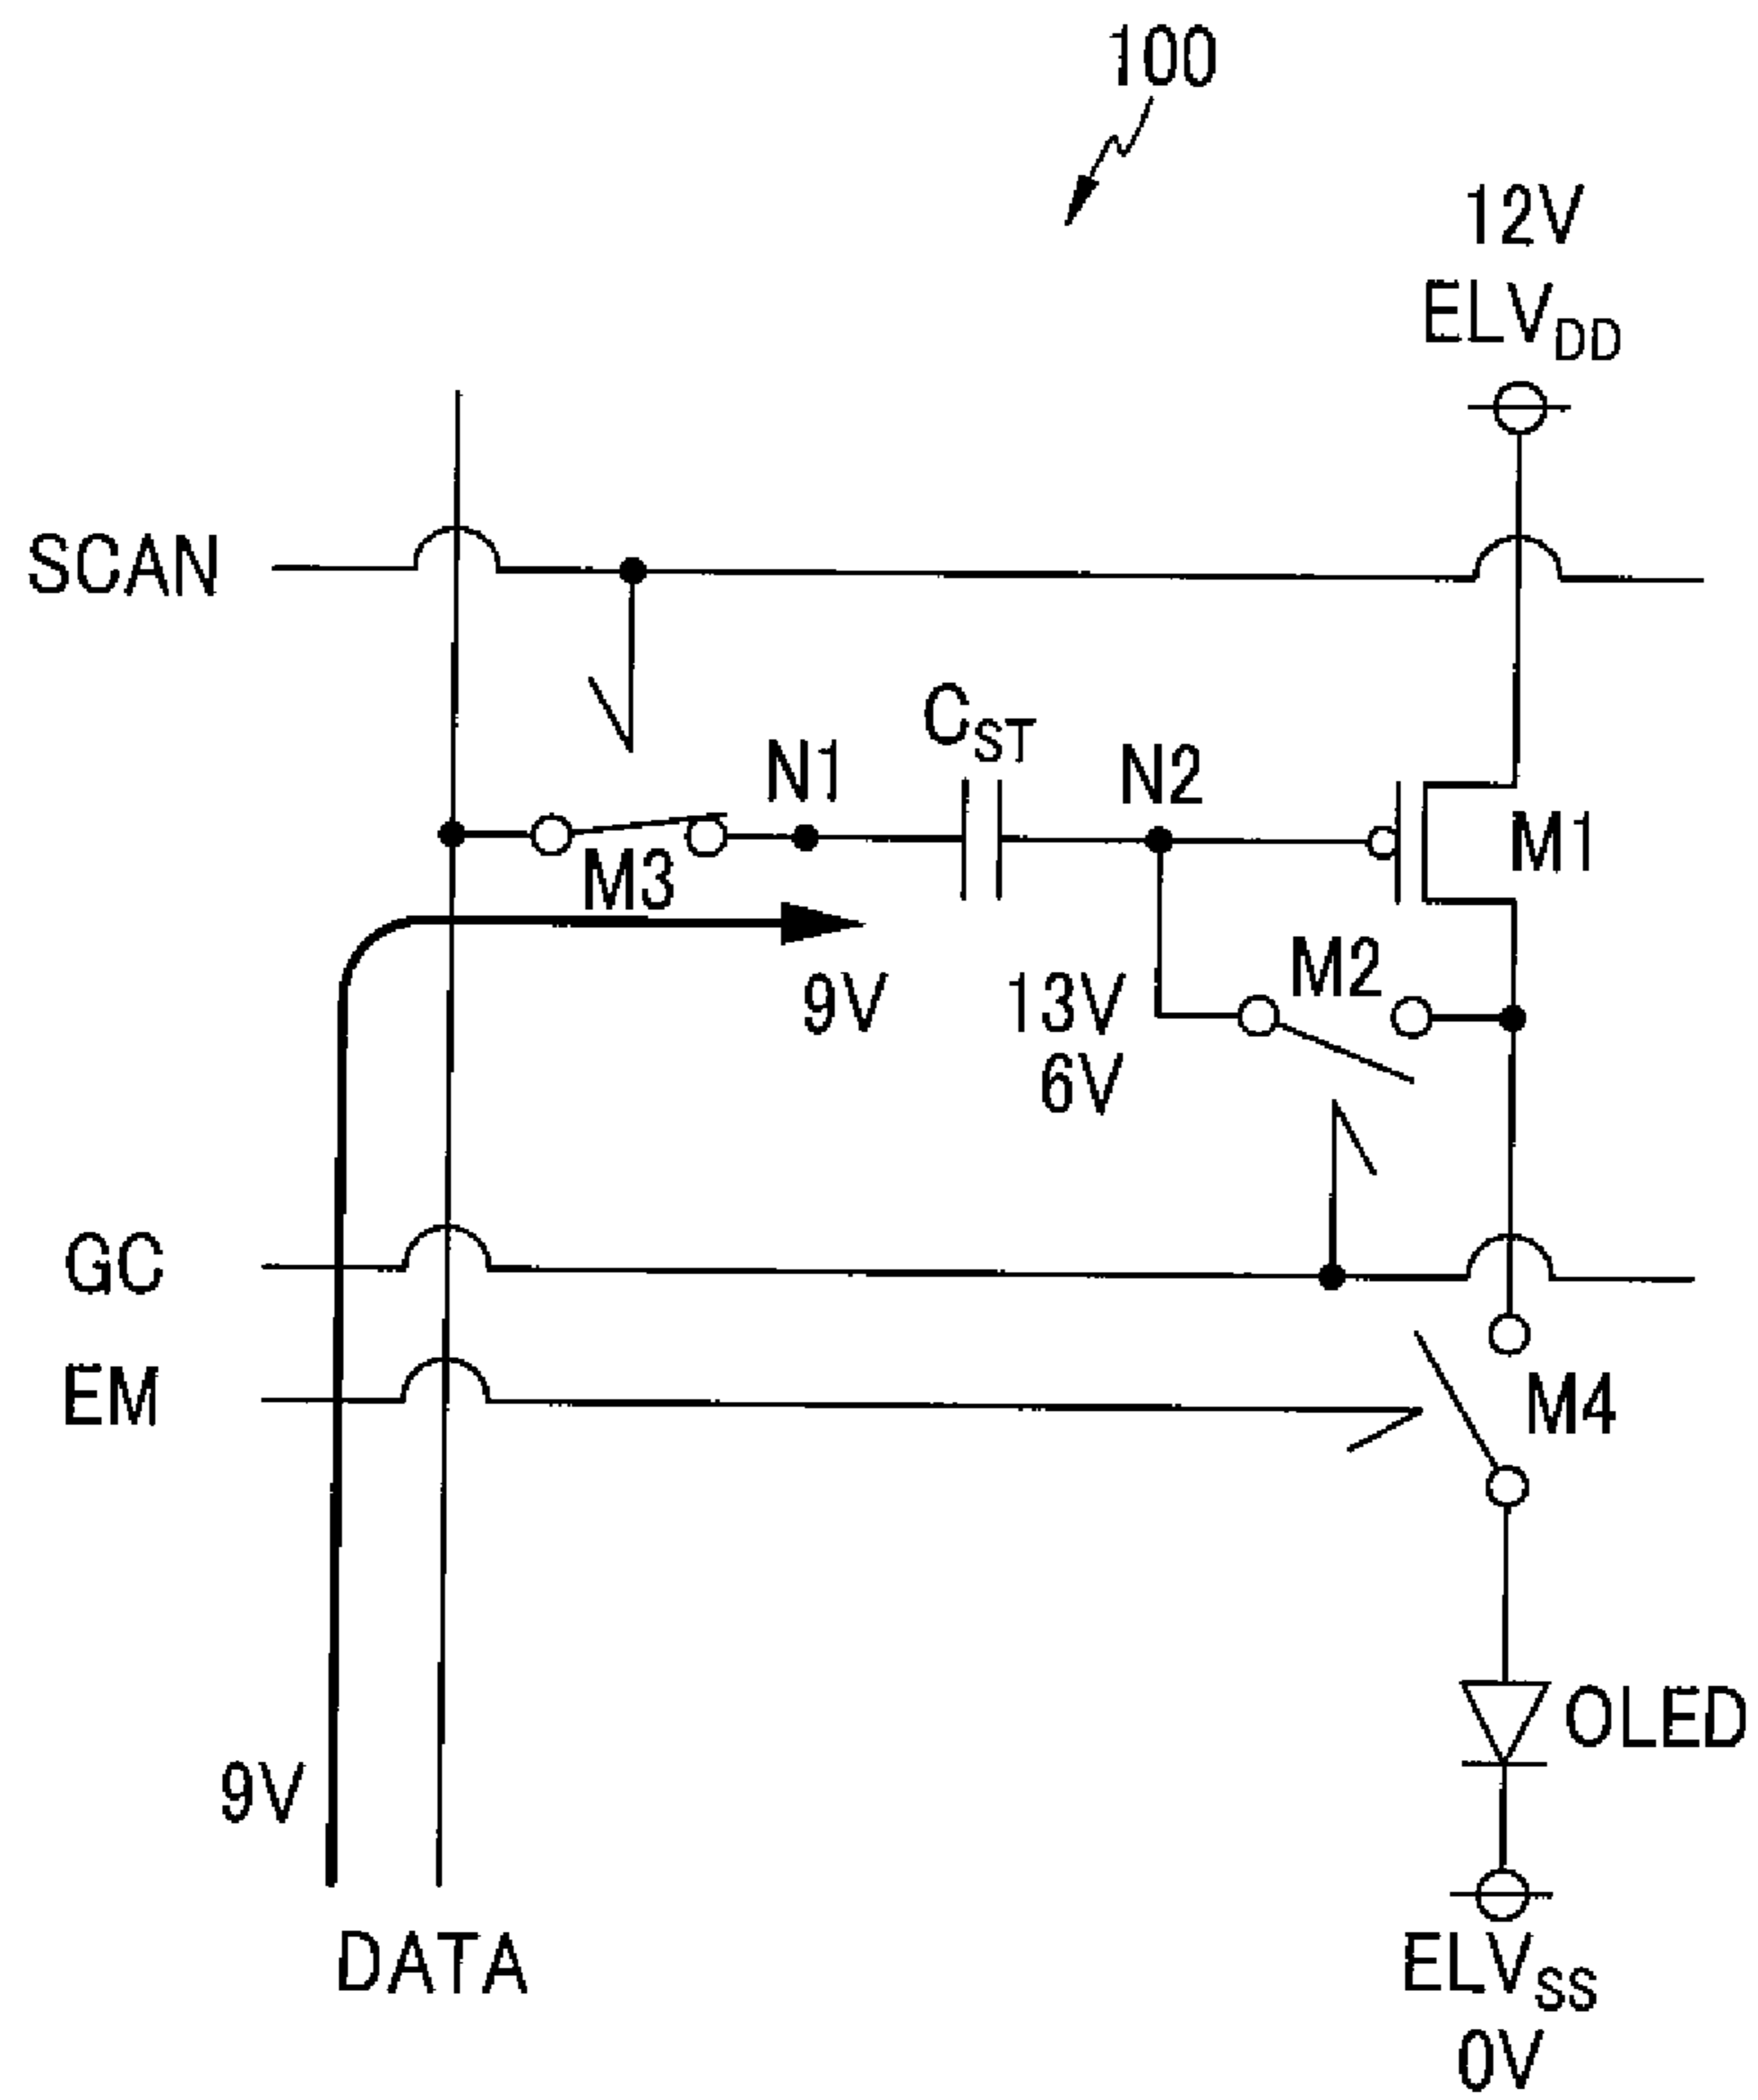 100
12V
ELVDD
SCAN
CST
N1
N2
M1
M3
M2
9V
13V
6V
GC
EM
M4
OLED
9V
DATA
ELVSS
0V